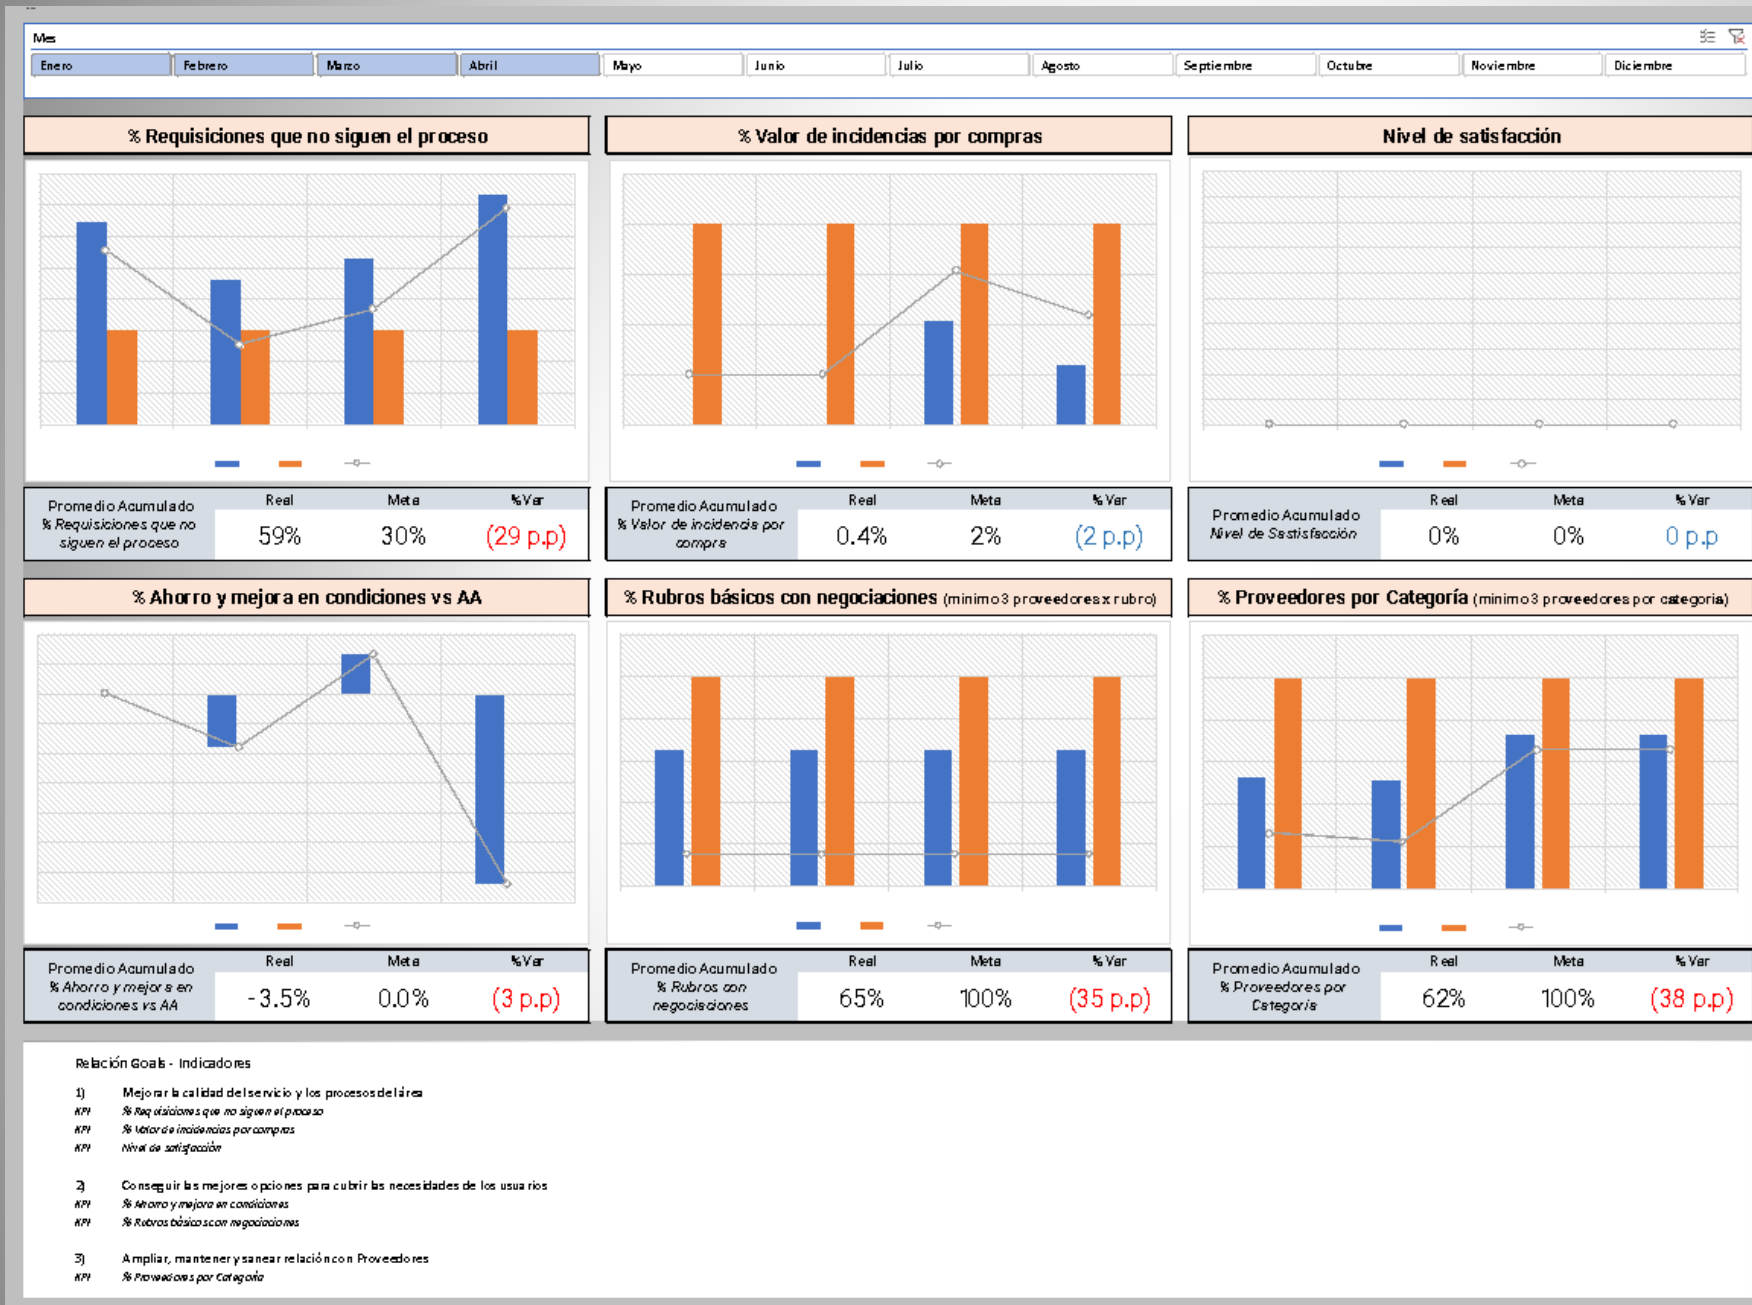 Mes
Enero Febrero Marzo Abril Mayo Junio Julio Agosto Septiembre Octubre Noviembre Diciembre
% Requisiciones que no siguen el proceso
% Valor de incidencias por compras
Nivel de satisfacción
Promedio Acumulado
% Requisiciones que no
siguen el proceso
Real Meta %Var
59% 30% (29 p.p)
Promedio Acumulado
% Valor de incidencia por
compra
Real Meta %Var
0.4% 2% (2 p.p)
Promedio Acumulado
Nivel de Sastisfacción
Real Meta %Var
0% 0% 0 p.p
% Ahorro y mejora en condiciones vs AA
% Rubros básicos con negociaciones (minimo 3 proveedores x rubro)
% Proveedores por Categoría (minimo 3 proveedores por categoria)
Promedio Acumulado
% Ahorro y mejora en
condiciones vs AA
Real Meta %Var
-3.5% 0.0% (3 p.p)
Promedio Acumulado
% Rubros con
negociaciones
Real Meta %Var
65% 100% (35 p.p)
Promedio Acumulado
% Proveedores por
Categoría
Real Meta %Var
62% 100% (38 p.p)
Relación Goals - Indicadores
1) Mejorar la calidad del servicio y los procesos del área
KPI % Requisiciones que no siguen el proceso
KPI % Valor de incidencias por compras
KPI Nivel de satisfacción
2) Conseguir las mejores opciones para cubrir las necesidades de los usuarios
KPI % Ahorro y mejora en condiciones
KPI % Rubros básicos con negociaciones
3) Ampliar, mantener y sanear relación con Proveedores
KPI % Proveedores por Categoría